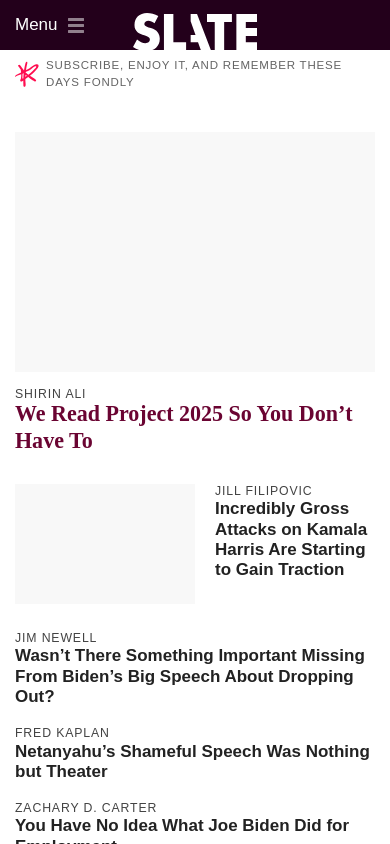 Menu
SLATE
SUBSCRIBE, ENJOY IT, AND REMEMBER THESE
DAYS FONDLY
SHIRIN ALI
We Read Project 2025 So You Don’t
Have To
JILL FILIPOVIC
Incredibly Gross
Attacks on Kamala
Harris Are Starting
to Gain Traction
JIM NEWELL
Wasn’t There Something Important Missing
From Biden’s Big Speech About Dropping
Out?
FRED KAPLAN
Netanyahu’s Shameful Speech Was Nothing
but Theater
ZACHARY D. CARTER
You Have No Idea What Joe Biden Did for
Employment